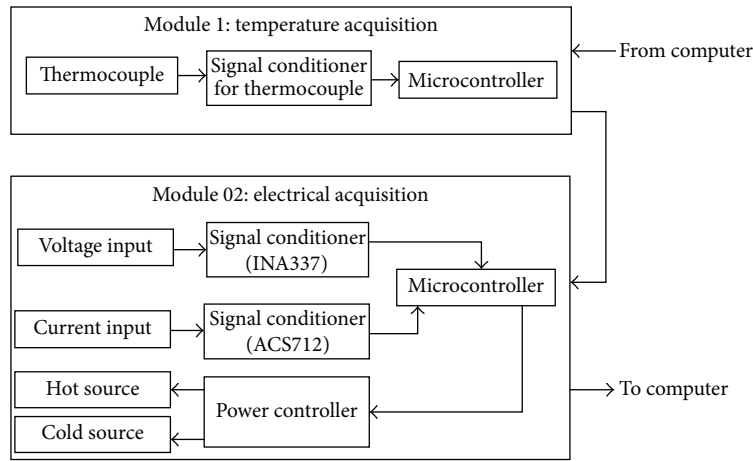 Module 1: temperature acquisition
From computer
Thermocouple
Signal conditioner
for thermocouple
Microcontroller
Module 02: electrical acquisition
Voltage input
Signal conditioner
(INA337)
Microcontroller
Current input
Signal conditioner
(ACS712)
Hot source
Power controller
To computer
Cold source